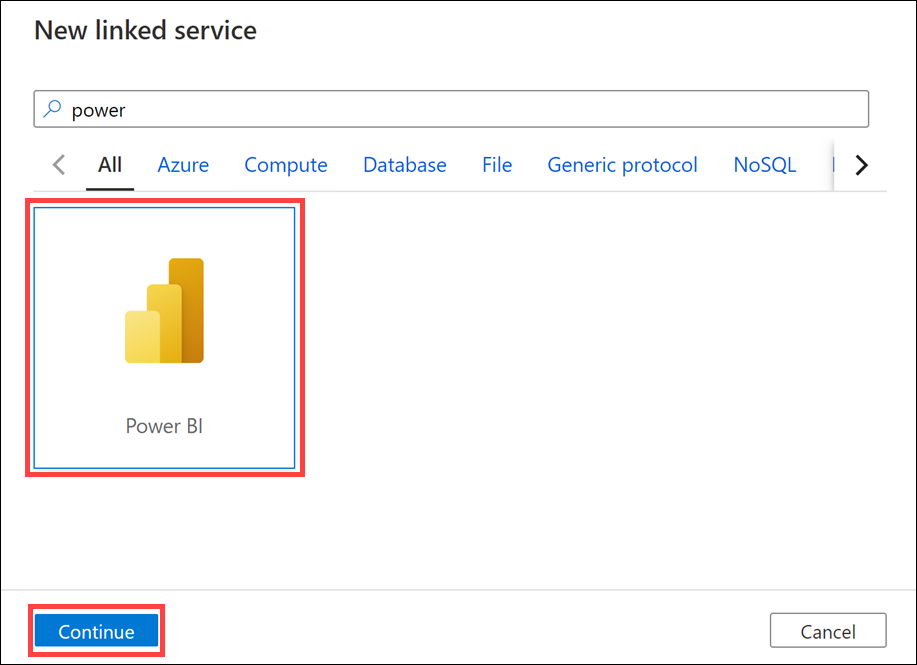 New linked service
power
All Azure Compute Database File Generic protocol NoSQL
Power BI
Continue Cancel